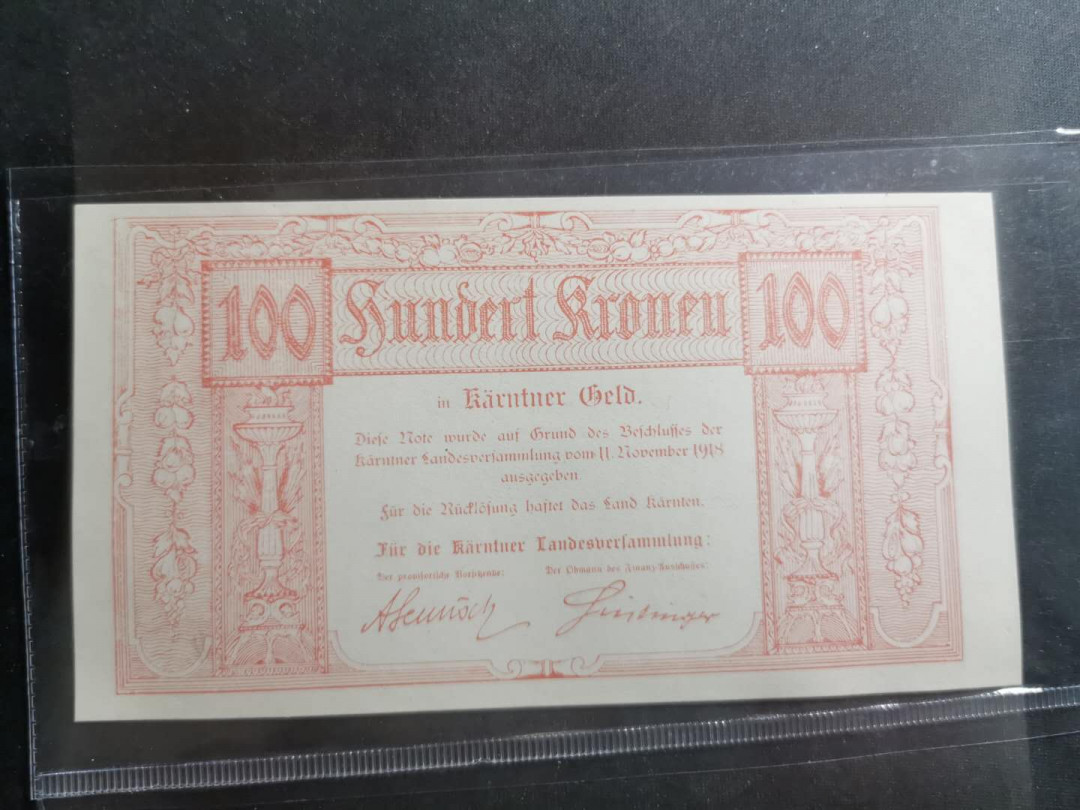 100 Hundert Kronen 100
in Kärntner Geld.
Diese Note wurde auf Grund des Beschlusses der
Kärntner Landesversammlung vom 11. November 1918
ausgegeben
Für die Rücklösung haftet das Land Kärnten.
Für die Kärntner Landesversammlung:
Der provisorische Vorsitzende: Der Obmann des Finanz-Ausschusses: